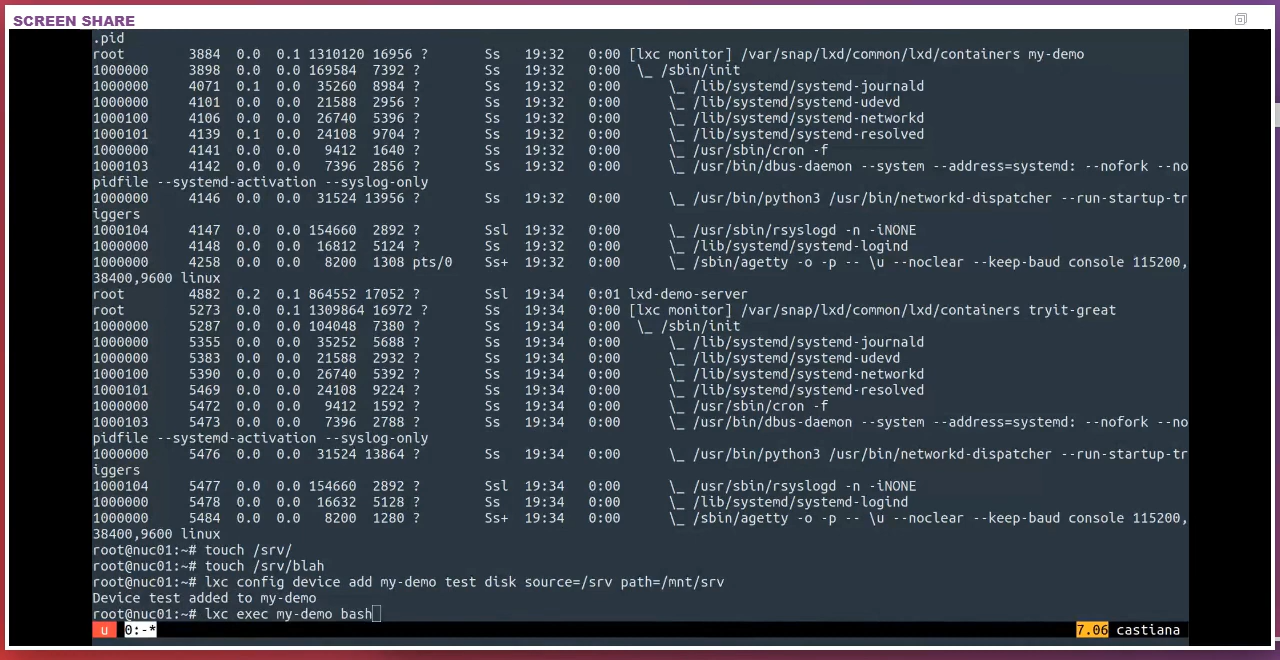 SCREEN SHARE
.pid
root 3884 0.0 0.1 1310120 16956 ? Ss 19:32 0:00 [lxc monitor] /var/snap/lxd/common/lxd/containers my-demo
1000000 3898 0.0 0.0 169584 7392 ? Ss 19:32 0:00 \_ /sbin/init
1000000 4071 0.1 0.0 35260 8984 ? Ss 19:32 0:00 \_ /lib/systemd/systemd-journald
1000000 4101 0.0 0.0 21588 2956 ? Ss 19:32 0:00 \_ /lib/systemd/systemd-udevd
1000100 4106 0.0 0.0 26740 5396 ? Ss 19:32 0:00 \_ /lib/systemd/systemd-networkd
1000101 4139 0.1 0.0 24108 9704 ? Ss 19:32 0:00 \_ /lib/systemd/systemd-resolved
1000000 4141 0.0 0.0 9412 1640 ? Ss 19:32 0:00 \_ /usr/sbin/cron -f
1000103 4142 0.0 0.0 7396 2856 ? Ss 19:32 0:00 \_ /usr/bin/dbus-daemon --system --address=systemd: --nofork --no
pidfile --systemd-activation --syslog-only
1000000 4146 0.0 0.0 31524 13956 ? Ss 19:32 0:00 \_ /usr/bin/python3 /usr/bin/networkd-dispatcher --run-startup-tr
iggers
1000104 4147 0.0 0.0 154660 2892 ? Ssl 19:32 0:00 \_ /usr/sbin/rsyslogd -n -iNONE
1000000 4148 0.0 0.0 16812 5124 ? Ss 19:32 0:00 \_ /lib/systemd/systemd-logind
1000000 4258 0.0 0.0 8200 1308 pts/0 Ss+ 19:32 0:00 \_ /sbin/agetty -o -p -- \u --noclear --keep-baud console 115200,
38400,9600 linux
root 4882 0.2 0.1 864552 17052 ? Ssl 19:34 0:01 lxd-demo-server
root 5273 0.0 0.1 1309864 16972 ? Ss 19:34 0:00 [lxc monitor] /var/snap/lxd/common/lxd/containers tryit-great
1000000 5287 0.0 0.0 104048 7380 ? Ss 19:34 0:00 \_ /sbin/init
1000000 5355 0.0 0.0 35252 5688 ? Ss 19:34 0:00 \_ /lib/systemd/systemd-journald
1000000 5383 0.0 0.0 21588 2932 ? Ss 19:34 0:00 \_ /lib/systemd/systemd-udevd
1000100 5390 0.0 0.0 26740 5392 ? Ss 19:34 0:00 \_ /lib/systemd/systemd-networkd
1000101 5469 0.0 0.0 24108 9224 ? Ss 19:34 0:00 \_ /lib/systemd/systemd-resolved
1000000 5472 0.0 0.0 9412 1592 ? Ss 19:34 0:00 \_ /usr/sbin/cron -f
1000103 5473 0.0 0.0 7396 2788 ? Ss 19:34 0:00 \_ /usr/bin/dbus-daemon --system --address=systemd: --nofork --no
pidfile --systemd-activation --syslog-only
1000000 5476 0.0 0.0 31524 13864 ? Ss 19:34 0:00 \_ /usr/bin/python3 /usr/bin/networkd-dispatcher --run-startup-tr
iggers
1000104 5477 0.0 0.0 154660 2892 ? Ssl 19:34 0:00 \_ /usr/sbin/rsyslogd -n -iNONE
1000000 5478 0.0 0.0 16632 5128 ? Ss 19:34 0:00 \_ /lib/systemd/systemd-logind
1000000 5484 0.0 0.0 8200 1280 ? Ss+ 19:34 0:00 \_ /sbin/agetty -o -p -- \u --noclear --keep-baud console 115200,
38400,9600 linux
root@nuc01:~# touch /srv/
root@nuc01:~# touch /srv/blah
root@nuc01:~# lxc config device add my-demo test disk source=/srv path=/mnt/srv
Device test added to my-demo
root@nuc01:~# lxc exec my-demo bash
u 0:-* 7.06 castiana